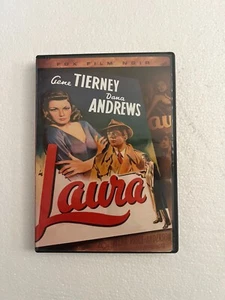 FOX FILM NOIR
Gene TIERNEY
Dana
ANDREWS
Laura